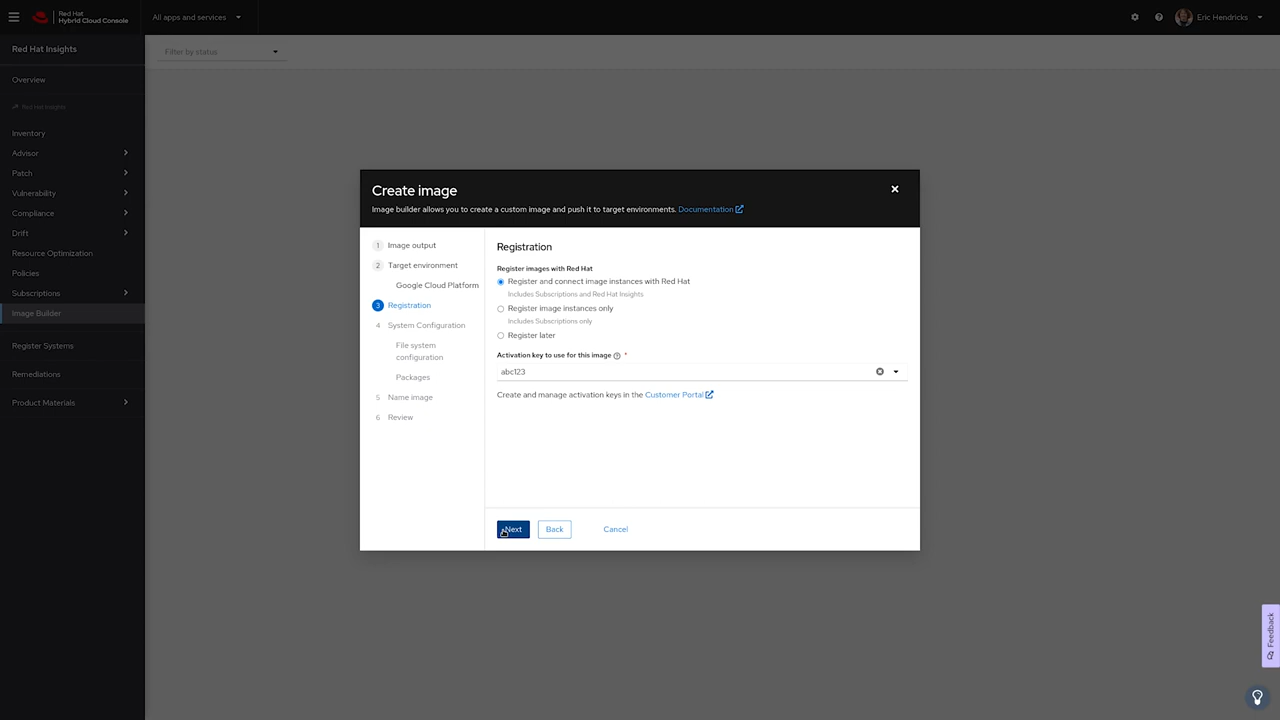 Red Hat
Hybrid Cloud Console
All apps and services
Eric Hendricks
Red Hat Insights
Filter by status
Overview
Red Hat Insights
Inventory
Advisor
Patch
Vulnerability
Compliance
Drift
Resource Optimization
Policies
Subscriptions
Image Builder
Register Systems
Remediations
Product Materials
Create image
Image builder allows you to create a custom image and push it to target environments. Documentation
1 Image output
2 Target environment
Google Cloud Platform
3 Registration
4 System Configuration
File system
configuration
Packages
5 Name image
6 Review
Registration
Register images with Red Hat
Register and connect image instances with Red Hat
Includes Subscriptions and Red Hat Insights
Register image instances only
Includes Subscriptions only
Register later
Activation key to use for this image *
abc123
Create and manage activation keys in the Customer Portal
Next
Back
Cancel
Feedback